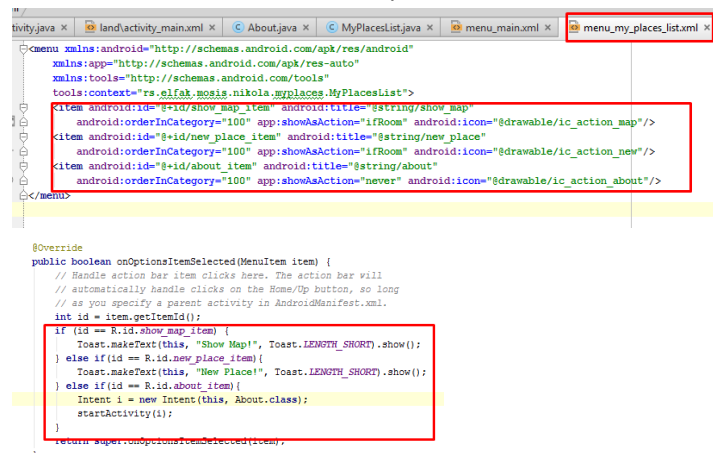 tivity.java × land\activity_main.xml × About.java × MyPlacesList.java × menu_main.xml × menu_my_places_list.xml ×
<menu xmlns:android="http://schemas.android.com/apk/res/android"
xmlns:app="http://schemas.android.com/apk/res-auto"
xmlns:tools="http://schemas.android.com/tools"
tools:context="rs.elfak.mosis.nikola.myplaces.MyPlacesList">
<item android:id="@+id/show_map_item" android:title="@string/show_map"
android:orderInCategory="100" app:showAsAction="ifRoom" android:icon="@drawable/ic_action_map"/>
<item android:id="@+id/new_place_item" android:title="@string/new_place"
android:orderInCategory="100" app:showAsAction="ifRoom" android:icon="@drawable/ic_action_new"/>
<item android:id="@+id/about_item" android:title="@string/about"
android:orderInCategory="100" app:showAsAction="never" android:icon="@drawable/ic_action_about"/>
</menu>
@Override
public boolean onOptionsItemSelected(MenuItem item) {
// Handle action bar item clicks here. The action bar will
// automatically handle clicks on the Home/Up button, so long
// as you specify a parent activity in AndroidManifest.xml.
int id = item.getItemId();
if (id == R.id.show_map_item) {
Toast.makeText(this, "Show Map!", Toast.LENGTH_SHORT).show();
} else if(id == R.id.new_place_item){
Toast.makeText(this, "New Place!", Toast.LENGTH_SHORT).show();
} else if(id == R.id.about_item){
Intent i = new Intent(this, About.class);
startActivity(i);
}
return super.onOptionsItemSelected(item);